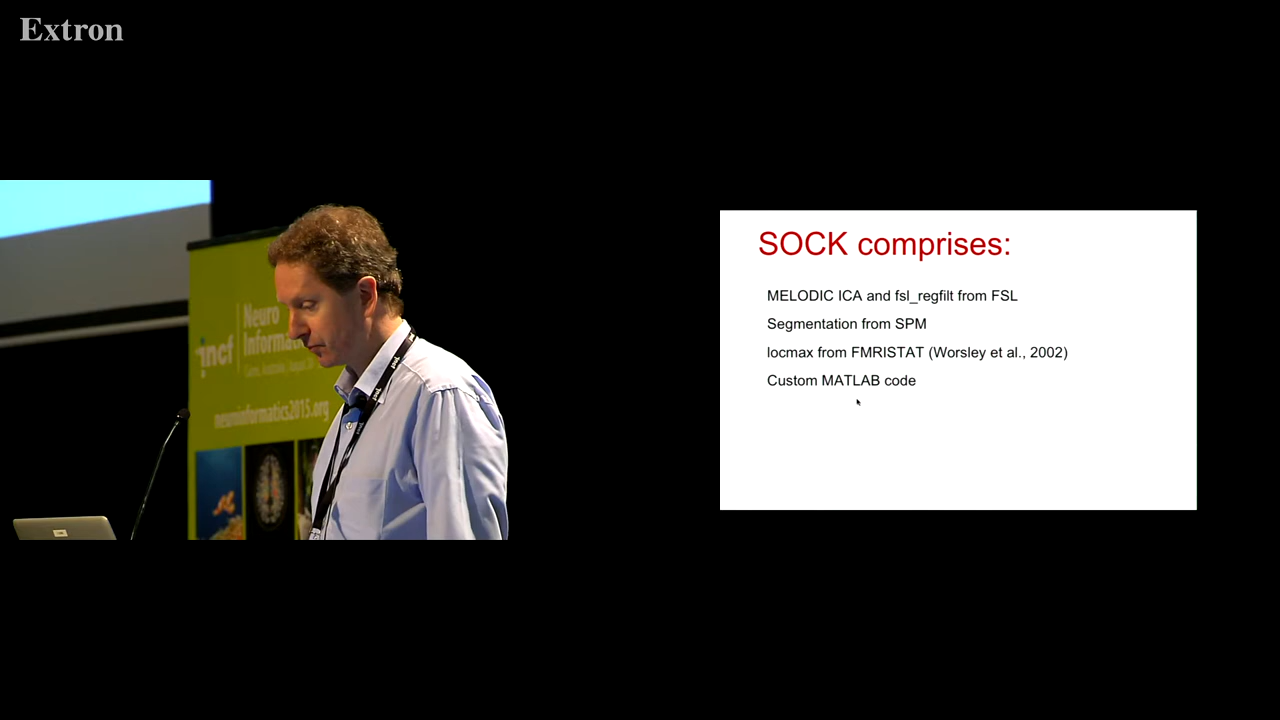 Extron
incf
Neuro
neuroinformatics2015.org
SOCK comprises:
MELODIC ICA and fsl_regfilt from FSL
Segmentation from SPM
locmax from FMRISTAT (Worsley et al., 2002)
Custom MATLAB code